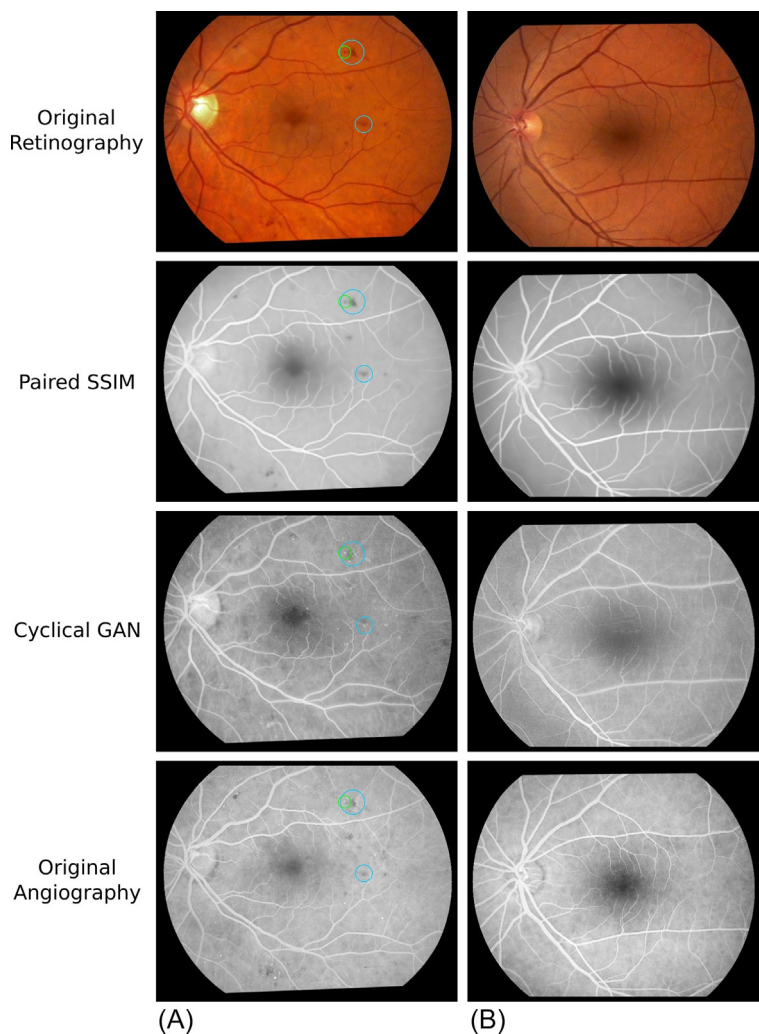 Original
Retinography
Paired SSIM
Cyclical GAN
Original
Angiography
(A)
(B)